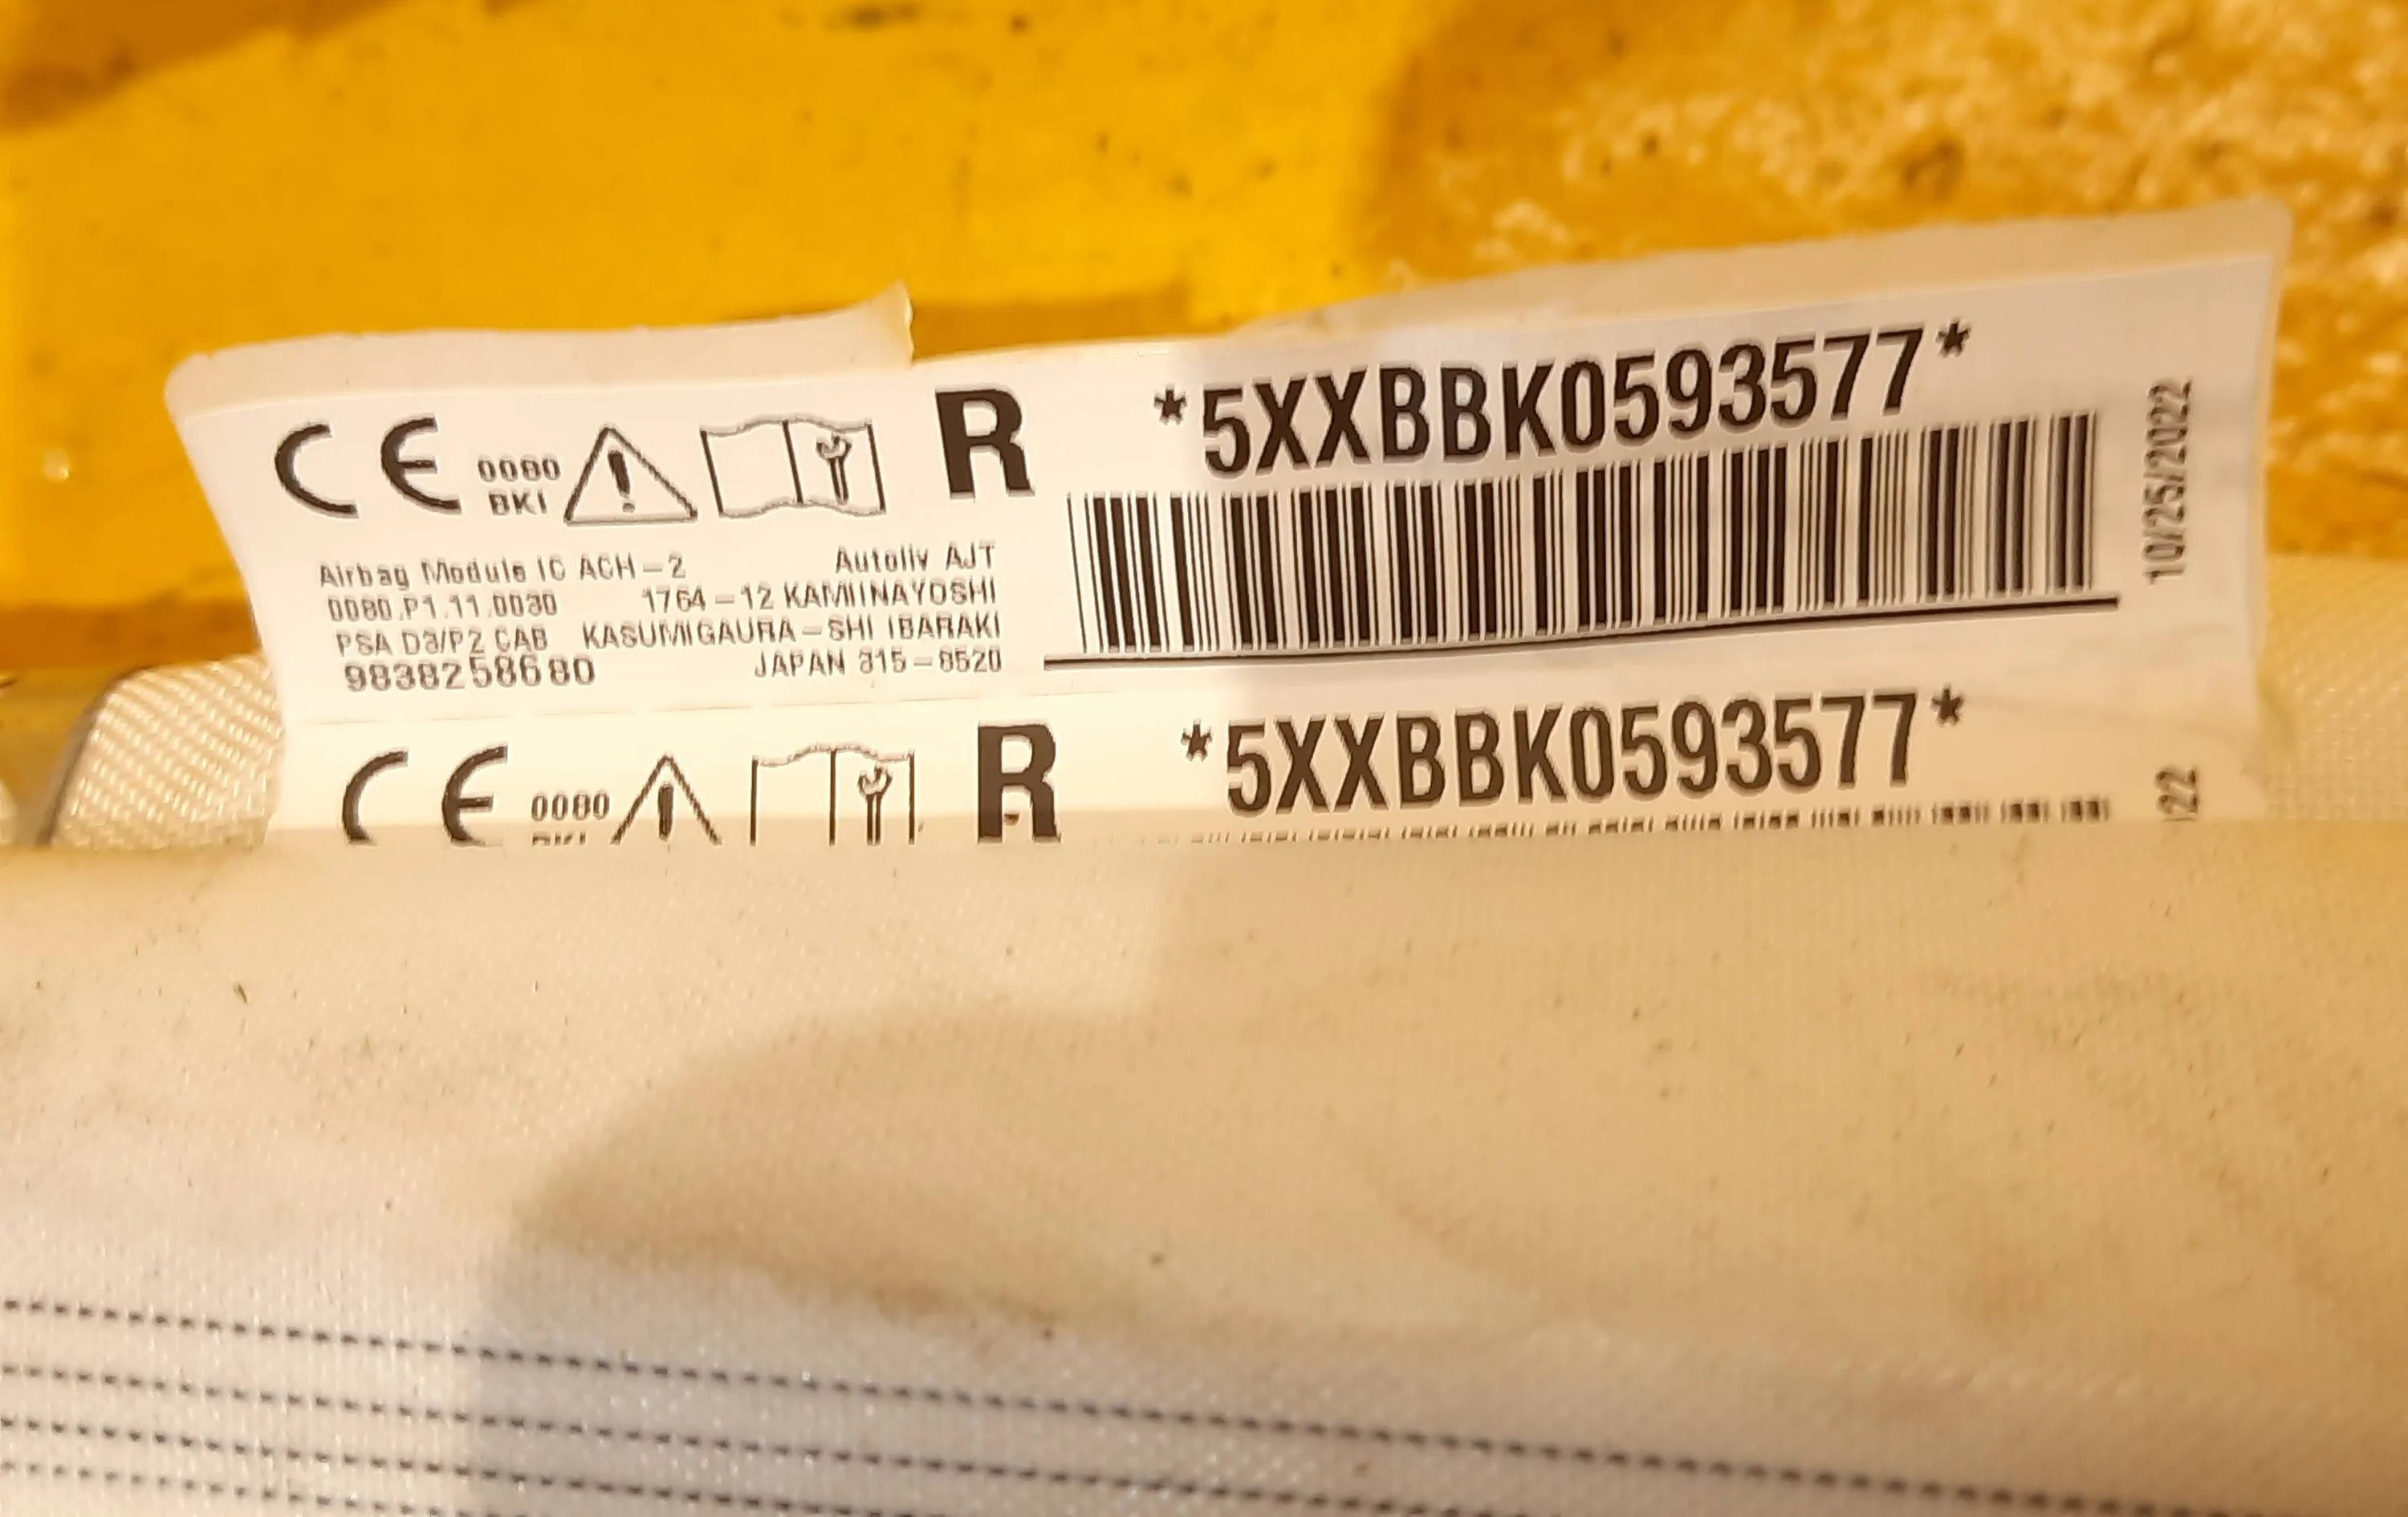 CE 0080 BKI R
*5XXBBK0593577*
10/25/2022
Airbag Module IC ACH-2
0080.P1.11.0030
PSA D3/P2 CAB
9838258680
Autoliv AJT
1764-12 KAMIINAYOSHI
KASUMIGAURA-SHI IBARAKI
JAPAN 315-8520
CE 0080 R
*5XXBBK0593577*